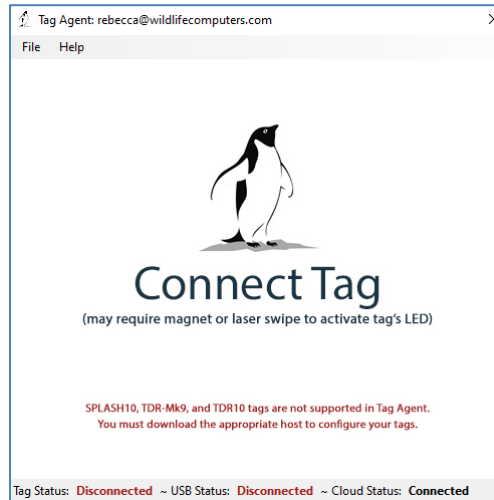 Tag Agent: rebecca@wildlifecomputers.com
File Help
Connect Tag
(may require magnet or laser swipe to activate tag's LED)
SPLASH10, TDR-Mk9, and TDR10 tags are not supported in Tag Agent.
You must download the appropriate host to configure your tags.
Tag Status: Disconnected ~ USB Status: Disconnected ~ Cloud Status: Connected